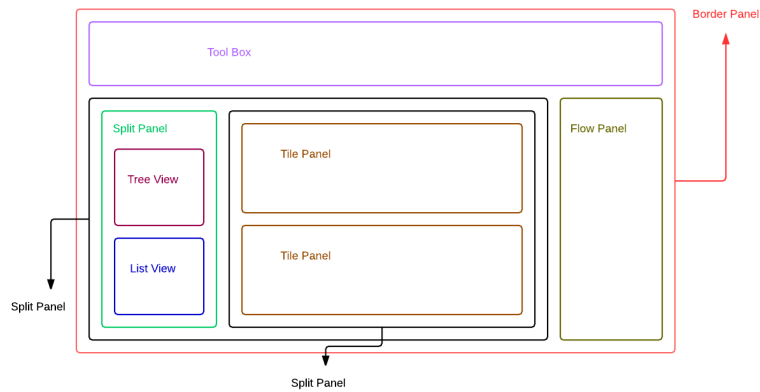 Border Panel
Tool Box
Split Panel
Tile Panel
Flow Panel
Tree View
Tile Panel
List View
Split Panel
Split Panel